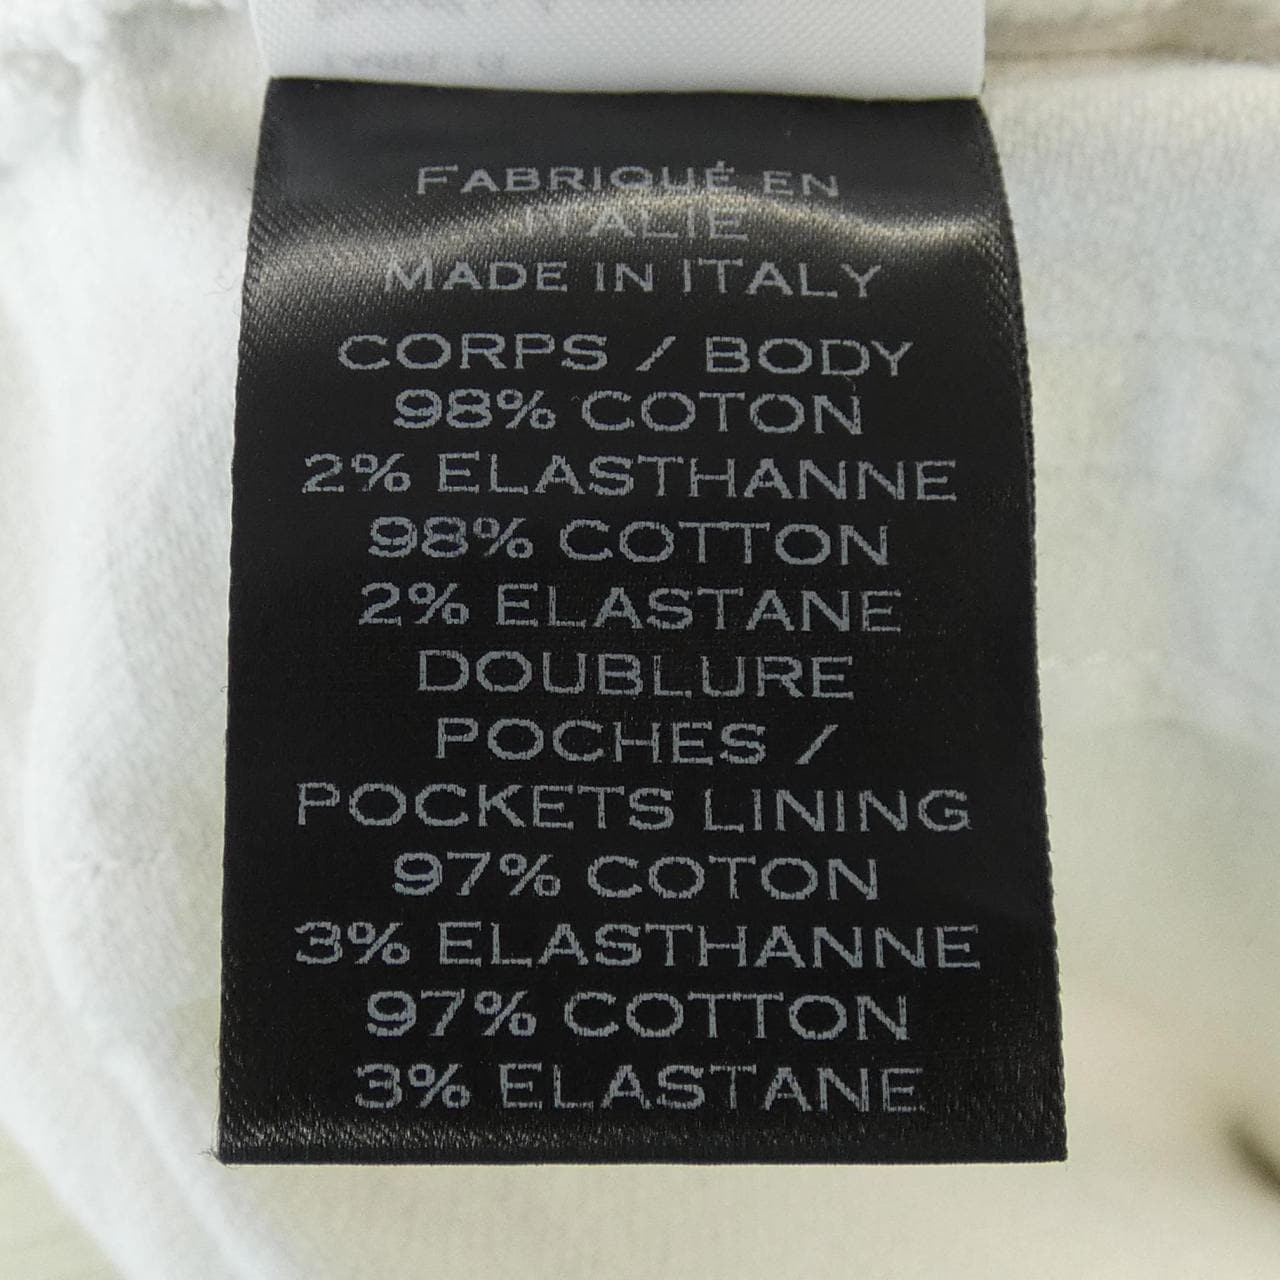 FABRIQUÉ EN
ITALIE
MADE IN ITALY
CORPS / BODY
98% COTON
2% ELASTHANNE
98% COTTON
2% ELASTANE
DOUBLURE
POCHES /
POCKETS LINING
97% COTON
3% ELASTHANNE
97% COTTON
3% ELASTANE